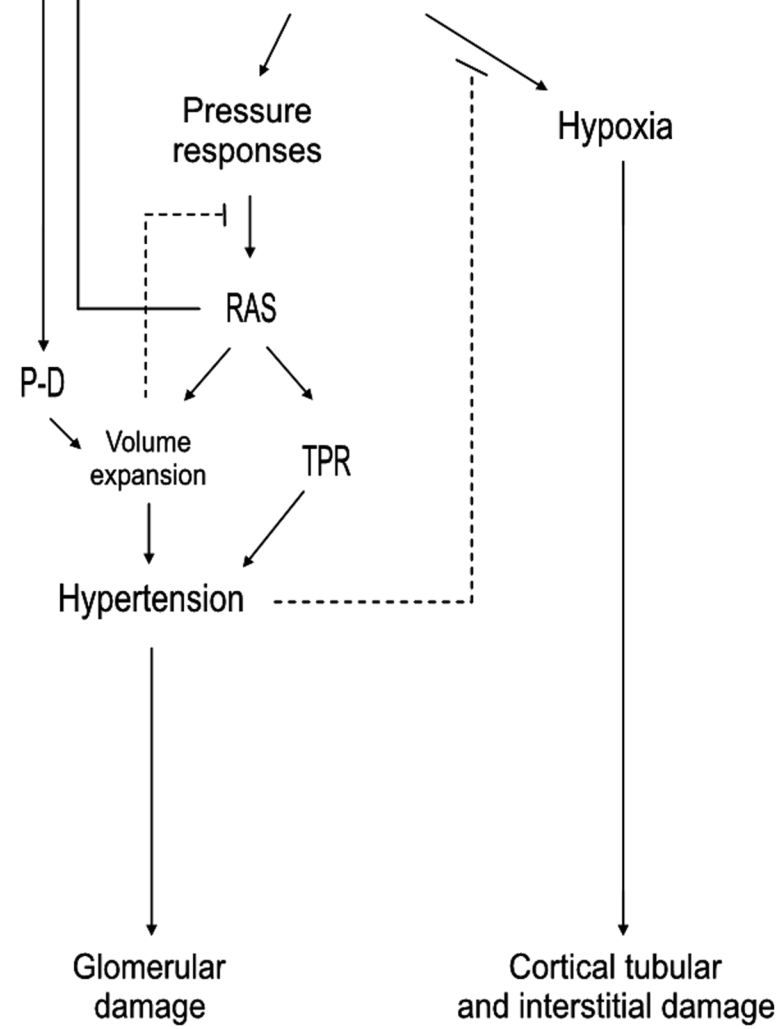 Pressure
responses
Hypoxia
RAS
P-D
Volume
expansion
TPR
Hypertension
Glomerular
damage
Cortical tubular
and interstitial damage